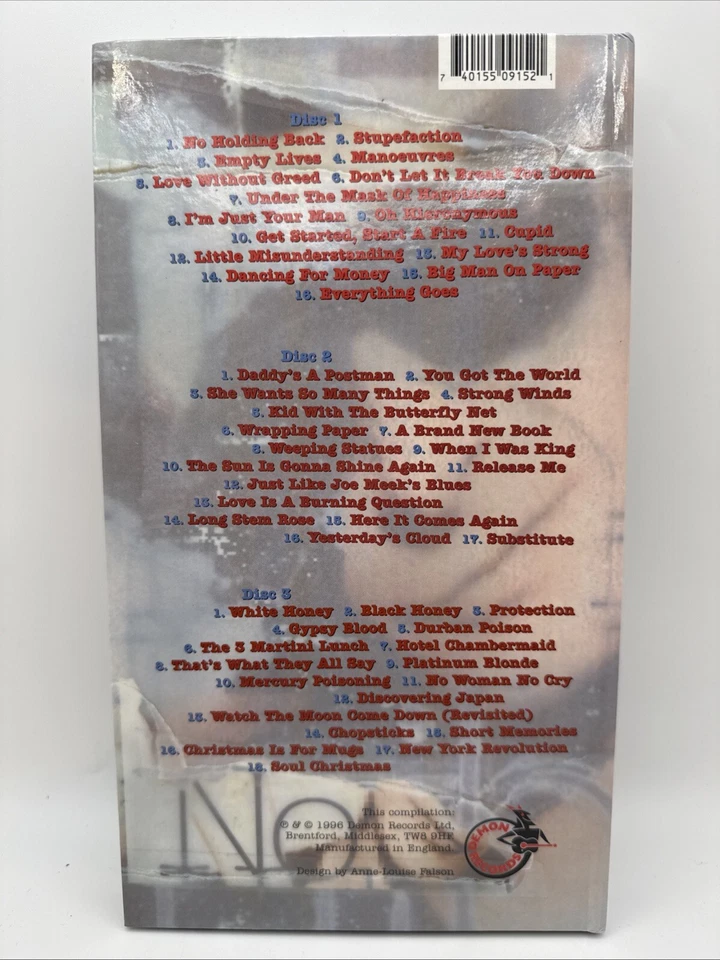 7 40155 09152 1
Disc 1
1. No Holding Back 2. Stupefaction
3. Empty Lives 4. Manoeuvres
5. Love Without Greed 6. Don't Let It Break You Down
7. Under The Mask Of Happiness
8. I'm Just Your Man 9. Oh Hieronymous
10. Get Started, Start A Fire 11. Cupid
12. Little Misunderstanding 13. My Love's Strong
14. Dancing For Money 15. Big Man On Paper
16. Everything Goes
Disc 2
1. Daddy's A Postman 2. You Got The World
3. She Wants So Many Things 4. Strong Winds
5. Kid With The Butterfly Net
6. Wrapping Paper 7. A Brand New Book
8. Weeping Statues 9. When I Was King
10. The Sun Is Gonna Shine Again 11. Release Me
12. Just Like Joe Meek's Blues
13. Love Is A Burning Question
14. Long Stem Rose 15. Here It Comes Again
16. Yesterday's Cloud 17. Substitute
Disc 3
1. White Honey 2. Black Honey 3. Protection
4. Gypsy Blood 5. Durban Poison
6. The 3 Martini Lunch 7. Hotel Chambermaid
8. That's What They All Say 9. Platinum Blonde
10. Mercury Poisoning 11. No Woman No Cry
12. Discovering Japan
13. Watch The Moon Come Down (Revisited)
14. Chopsticks 15. Short Memories
16. Christmas Is For Mugs 17. New York Revolution
18. Soul Christmas
This compilation:
℗ & © 1996 Demon Records Ltd,
Brentford, Middlesex, TW8 9HF
Manufactured in England.
Design by Anne-Louise Falson
DEMON
RECORDS